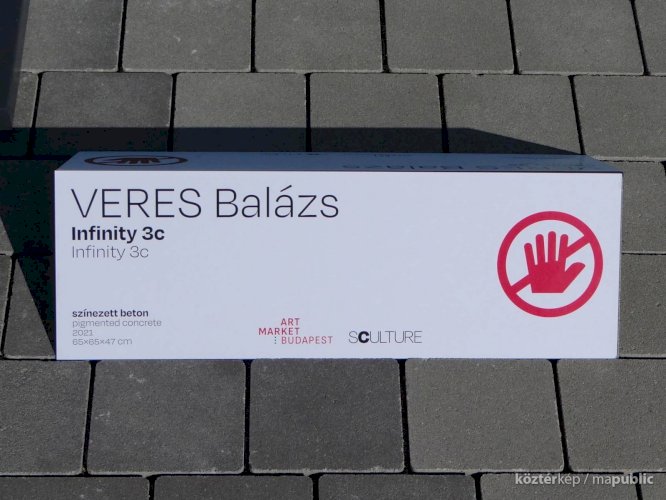 VERES Balázs
Infinity 3c
Infinity 3c
színezett beton
pigmented concrete
2021
65×65×47 cm
ART
MARKET
BUDAPEST
SCULTURE
köztérkép / mapublic